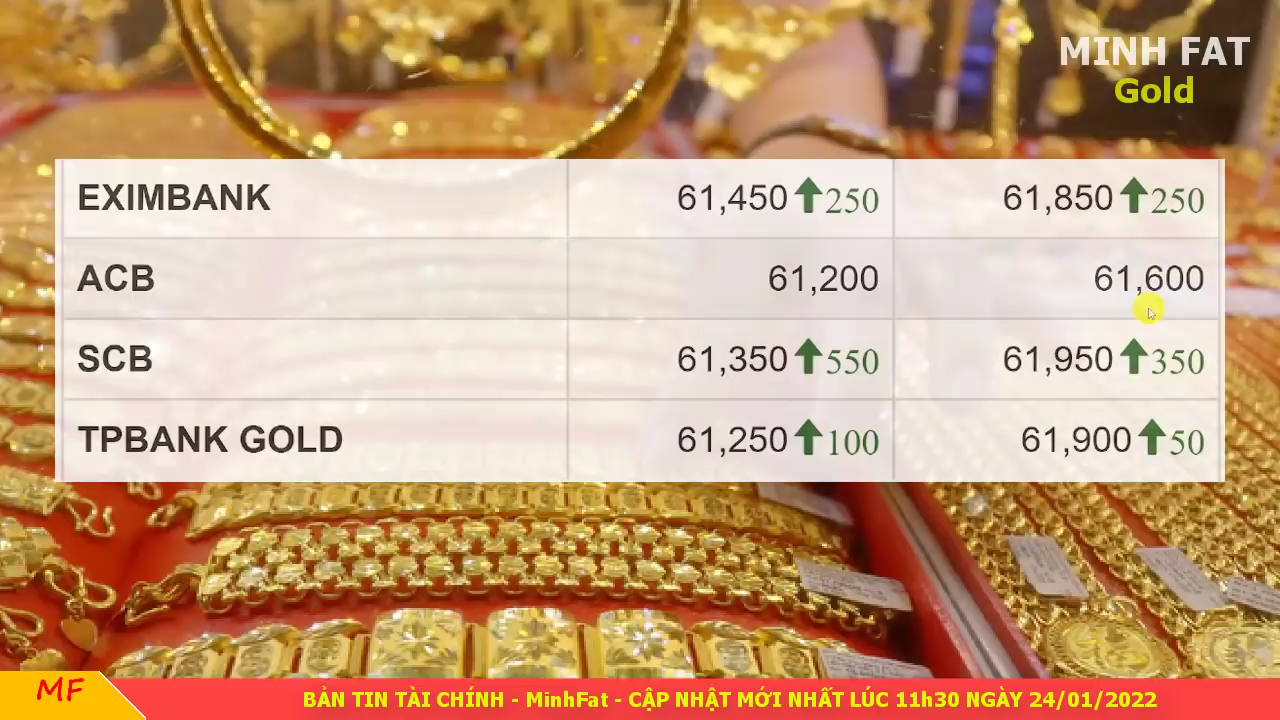 MINH FAT
Gold
EXIMBANK 61,450 250 61,850 250
ACB 61,200 61,600
SCB 61,350 550 61,950 350
TPBANK GOLD 61,250 100 61,900 50
MF BẢN TIN TÀI CHÍNH - MinhFat - CẬP NHẬT MỚI NHẤT LÚC 11h30 NGÀY 24/01/2022